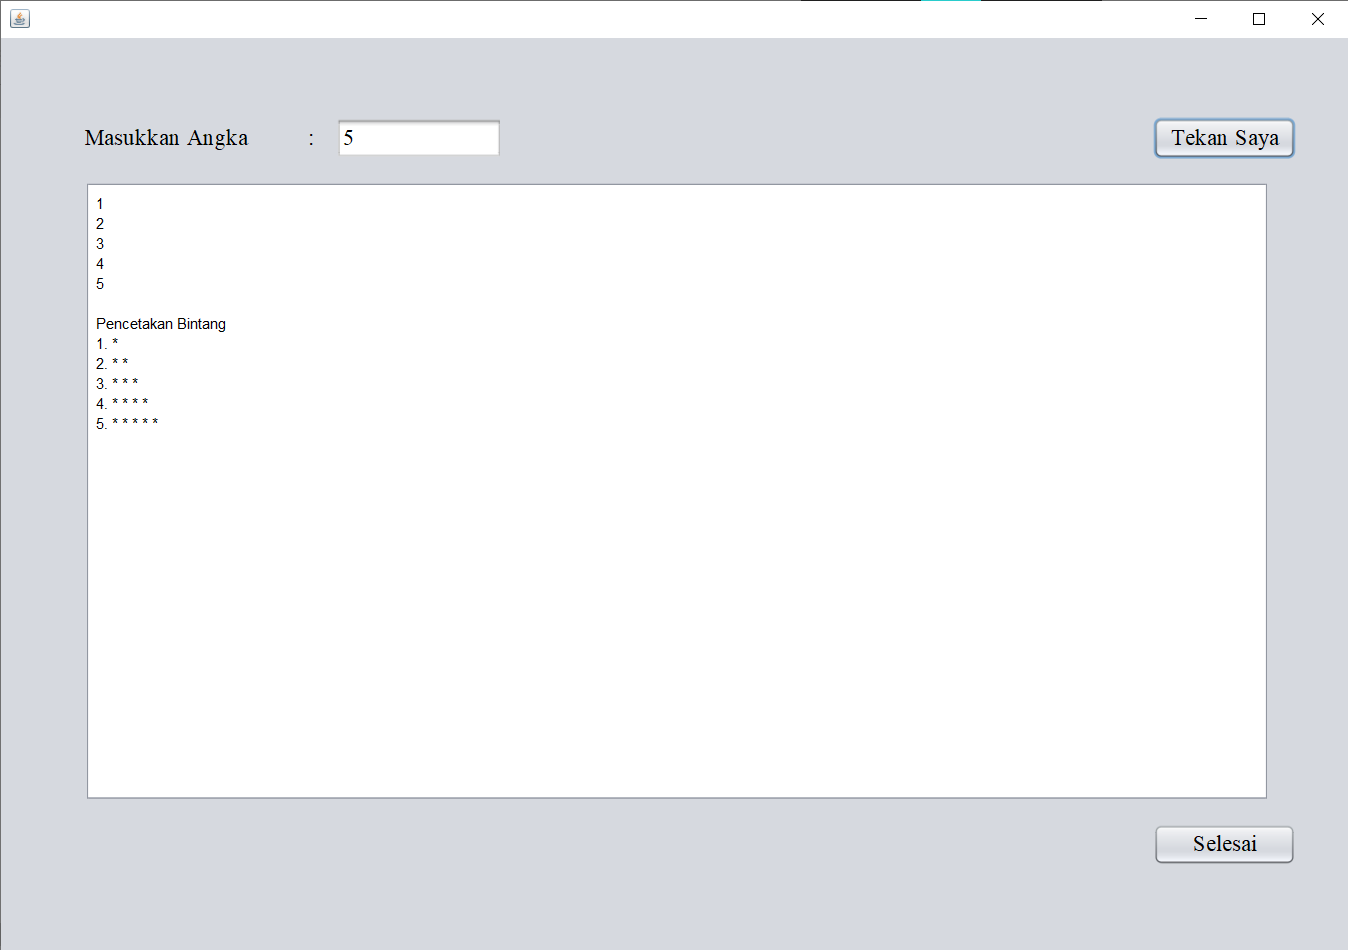 Masukkan Angka : 5 Tekan Saya
1
2
3
4
5
Pencetakan Bintang
1. *
2. * *
3. * * *
4. * * * *
5. * * * * *
Selesai